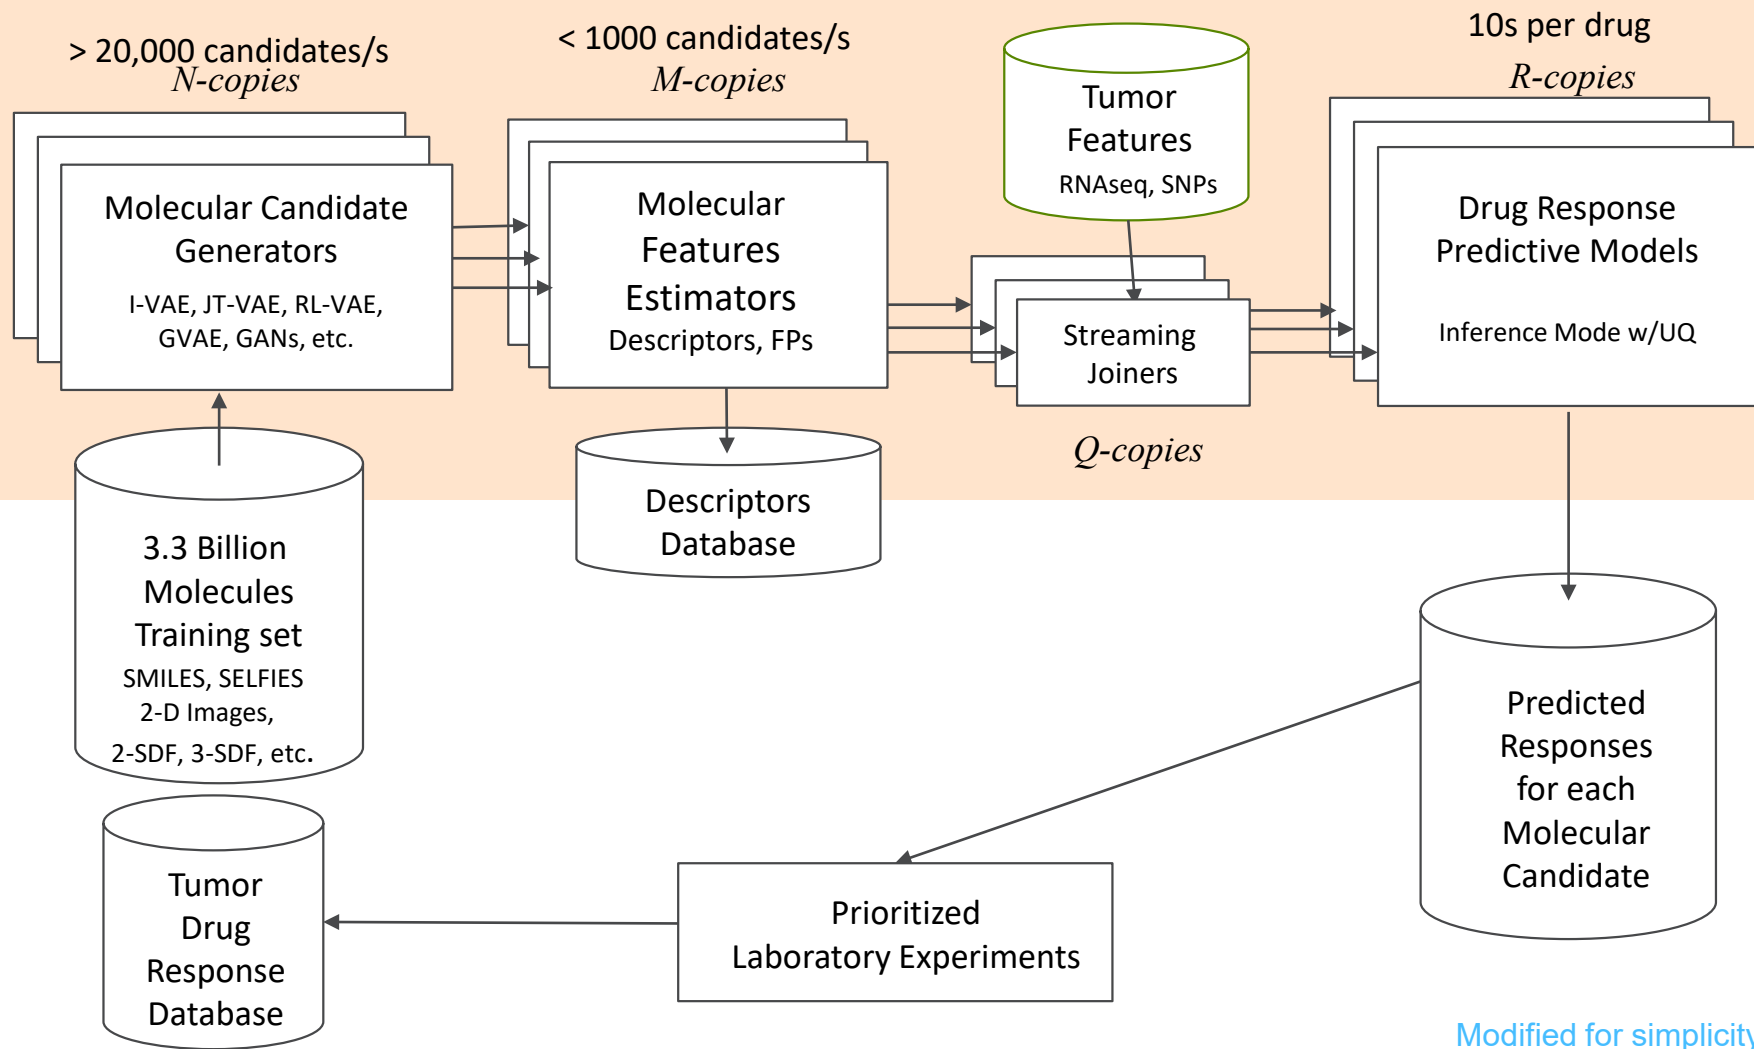 > 20,000 candidates/s
N-copies
< 1000 candidates/s
M-copies
10s per drug
R-copies
Tumor
Features
RNAseq, SNPs
Molecular Candidate
Generators
I-VAE, JT-VAE, RL-VAE,
GVAE, GANs, etc.
Molecular
Features
Estimators
Descriptors, FPs
Streaming
Joiners
Q-copies
Drug Response
Predictive Models
Inference Mode w/UQ
3.3 Billion
Molecules
Training set
SMILES, SELFIES
2-D Images,
2-SDF, 3-SDF, etc.
Descriptors
Database
Predicted
Responses
for each
Molecular
Candidate
Prioritized
Laboratory Experiments
Tumor
Drug
Response
Database
Modified for simplicity